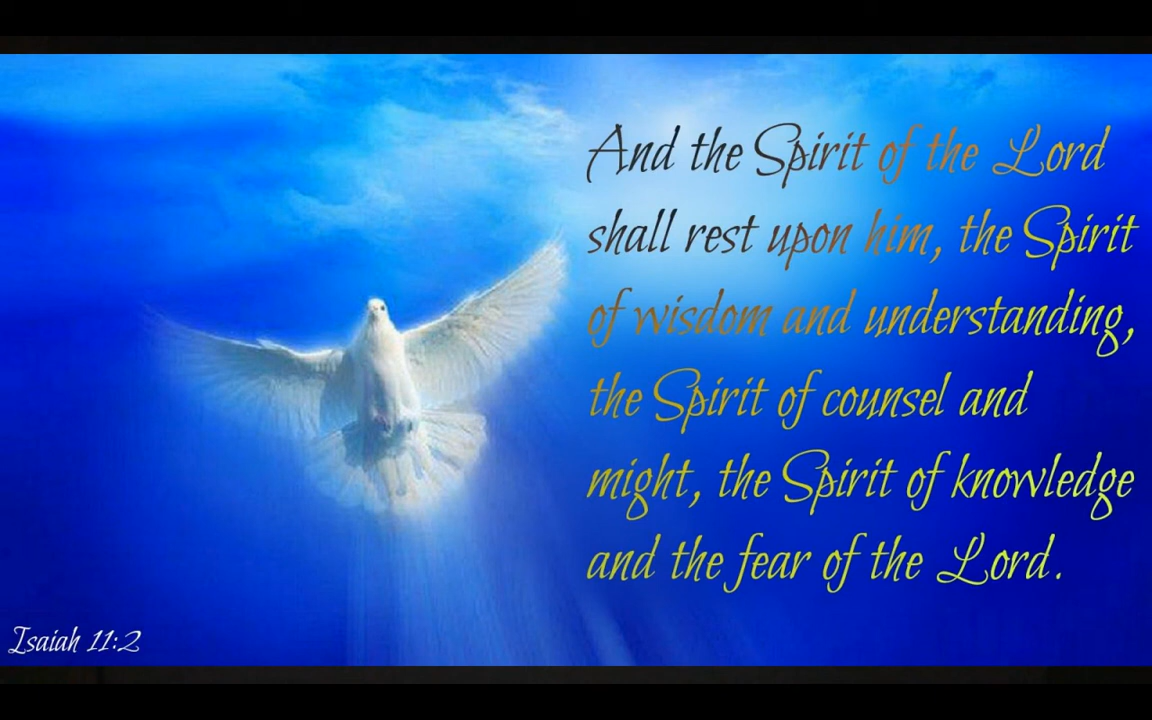 And the Spirit of the Lord
shall rest upon him, the Spirit
of wisdom and understanding,
the Spirit of counsel and
might, the Spirit of knowledge
and the fear of the Lord.
Isaiah 11:2